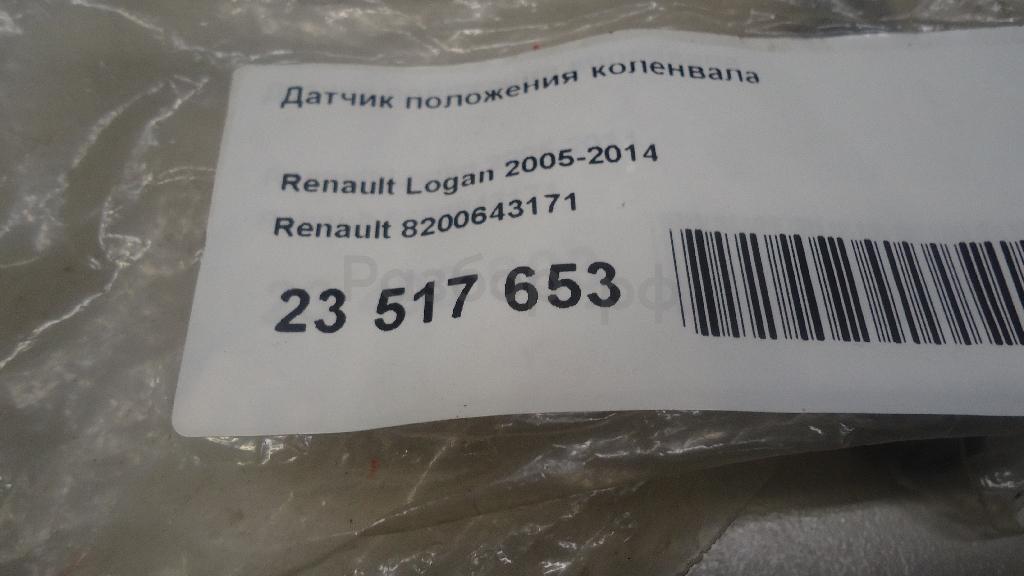 Датчик положения коленвала
Renault Logan 2005-2014
Renault 8200643171
23 517 653